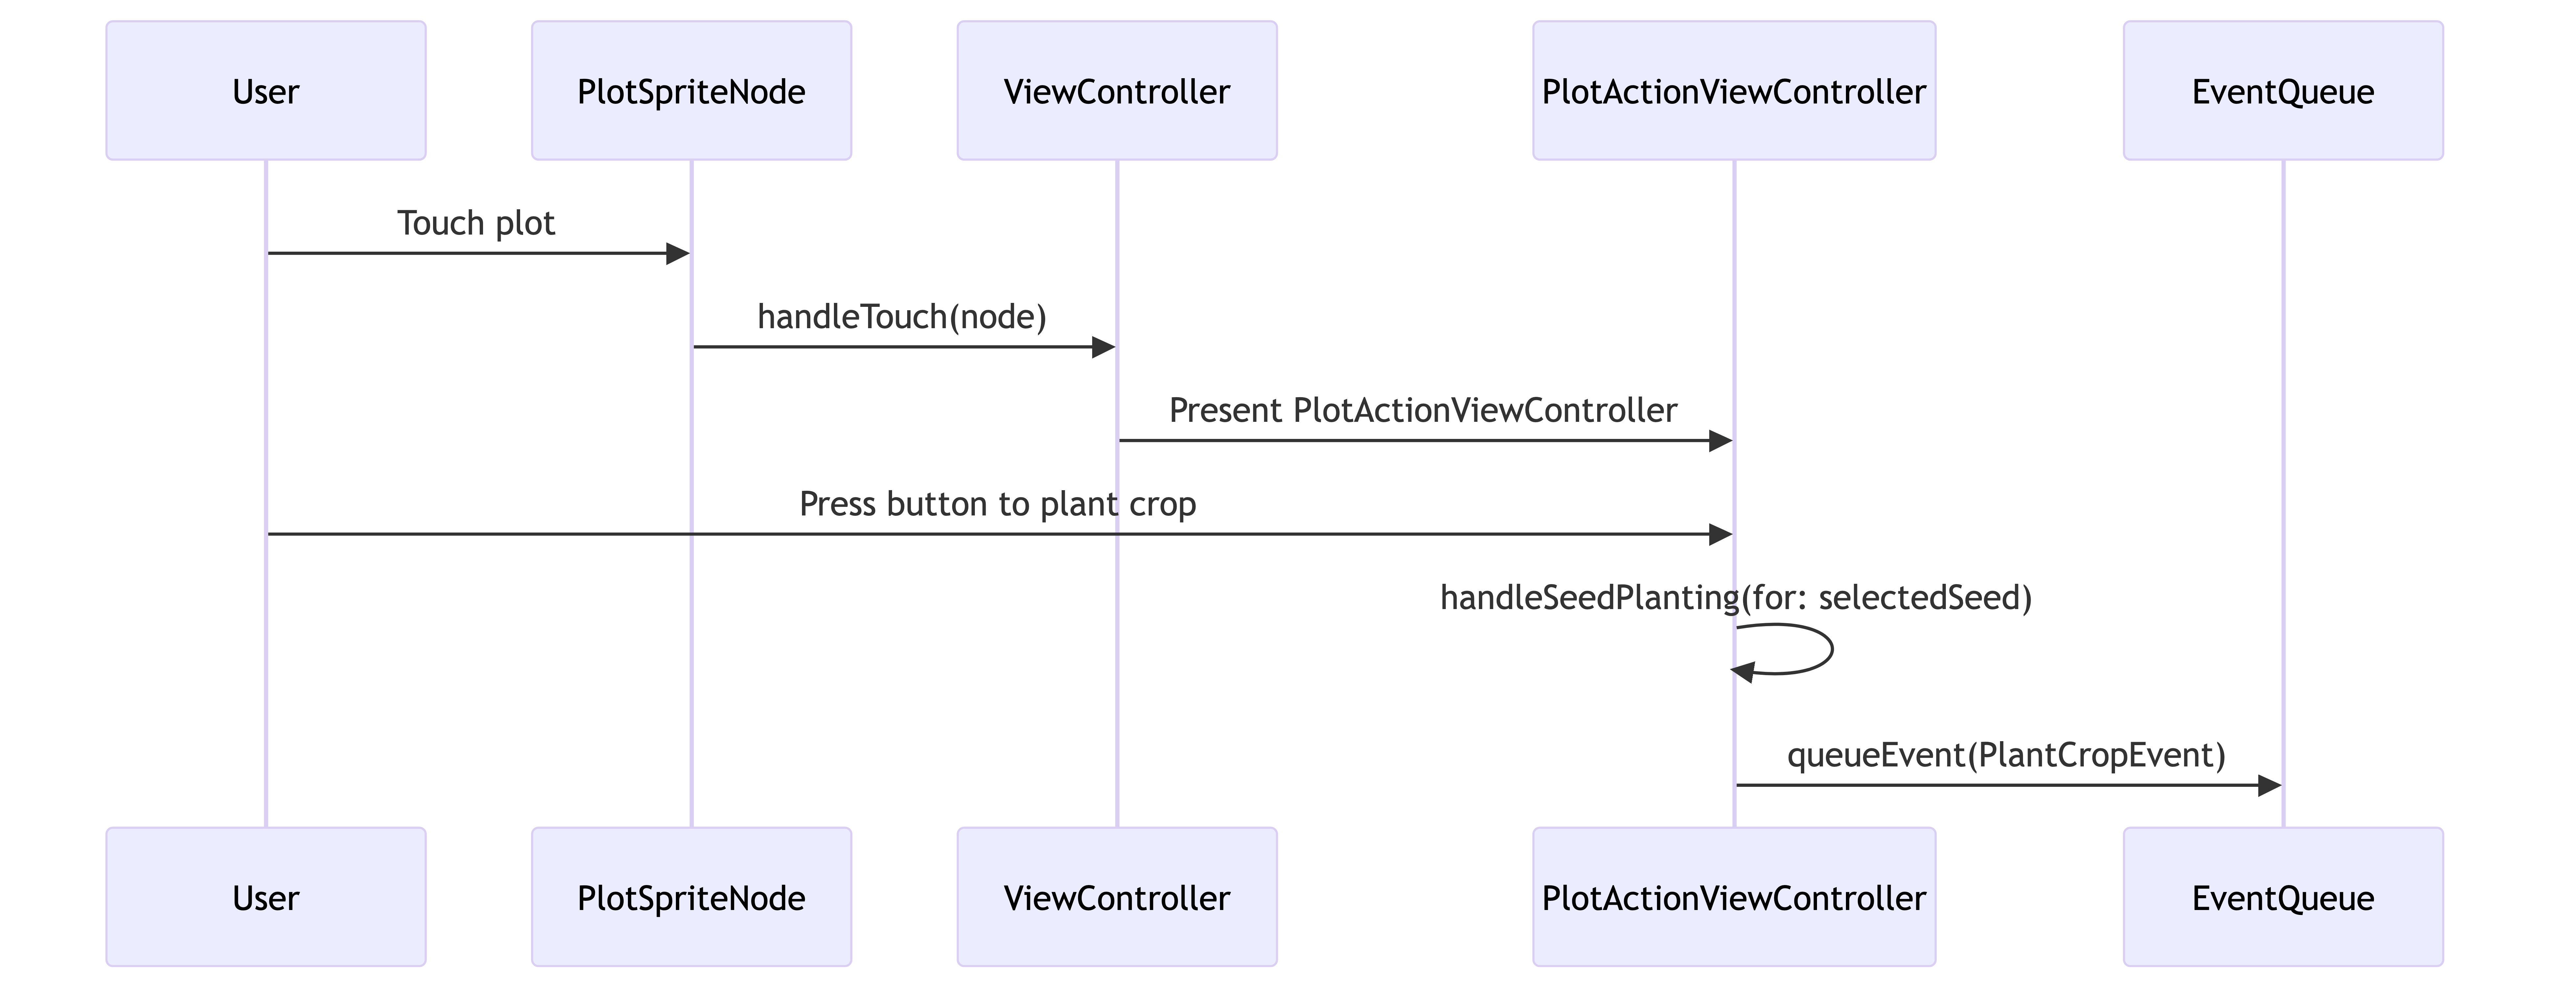 User
PlotSpriteNode
ViewController
PlotActionViewController
EventQueue
Touch plot
handleTouch(node)
Present PlotActionViewController
Press button to plant crop
handleSeedPlanting(for: selectedSeed)
queueEvent(PlantCropEvent)
User
PlotSpriteNode
ViewController
PlotActionViewController
EventQueue